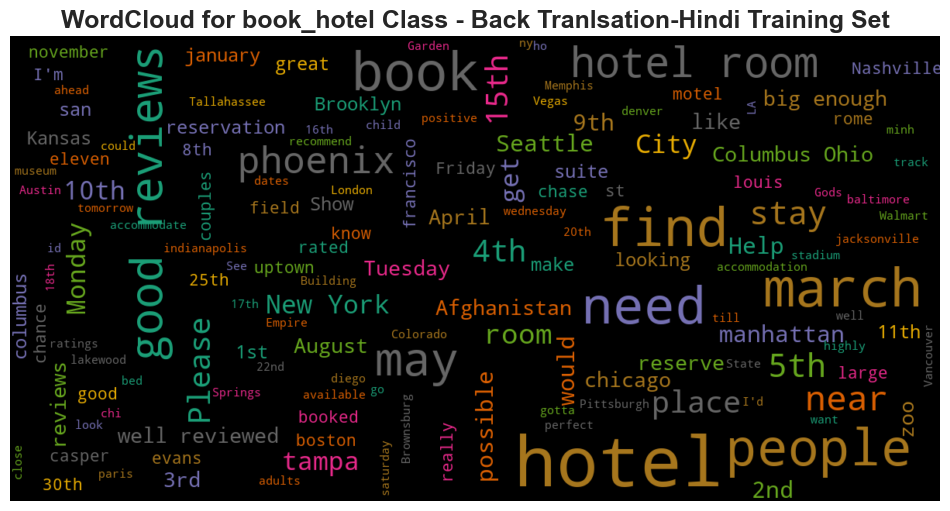 WordCloud for book_hotel Class - Back Tranlsation-Hindi Training Set
november
I'm
ahead
san
Kansas
could
eleven
museum
Austin
10th
tomorrow
accommodate
good reviews
january
great
Tallahassee
reservation
8th
Brooklyn
16th
child
recommend
book
Garden
positive
15th
ny
ho
hotel room
Memphis
Vegas
motel
denver
LA
Nashville
big enough
rome
minh
9th
like
Seattle
City
Columbus Ohio
track
phoenix
francisco
Friday
get
suite
chase
st
louis
Gods
baltimore
Walmart
couples
dates
London
field
Show
April
wednesday
20th
find
stay
jacksonville
id
18th
Monday
indianapolis
know
rated
See
uptown
25th
Building
Tuesday
4th
make
looking
Help
stadium
accommodation
march
columbus
chance
17th
New York
Empire
Afghanistan
need
till
well
manhattan
highly
11th
Vancouver
ratings
lakewood
Please
1st
22nd
August
Colorado
may
room
would
reserve
State
5th
large
bed
Springs
diego
available
go
chicago
near
reviews
good
chi
look
booked
Brownsburg
possible
gotta
Pittsburgh
place
I'd
want
zoo
well reviewed
boston
really
perfect
close
casper
evans
tampa
saturday
hotel
people
30th
paris
3rd
adults
2nd